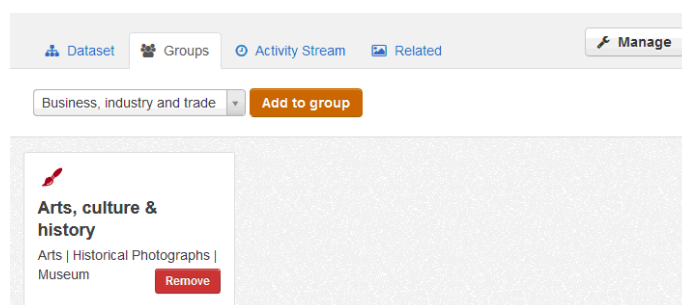 Dataset Groups Activity Stream Related Manage
Business, industry and trade Add to group
Arts, culture &
history
Arts | Historical Photographs |
Museum Remove